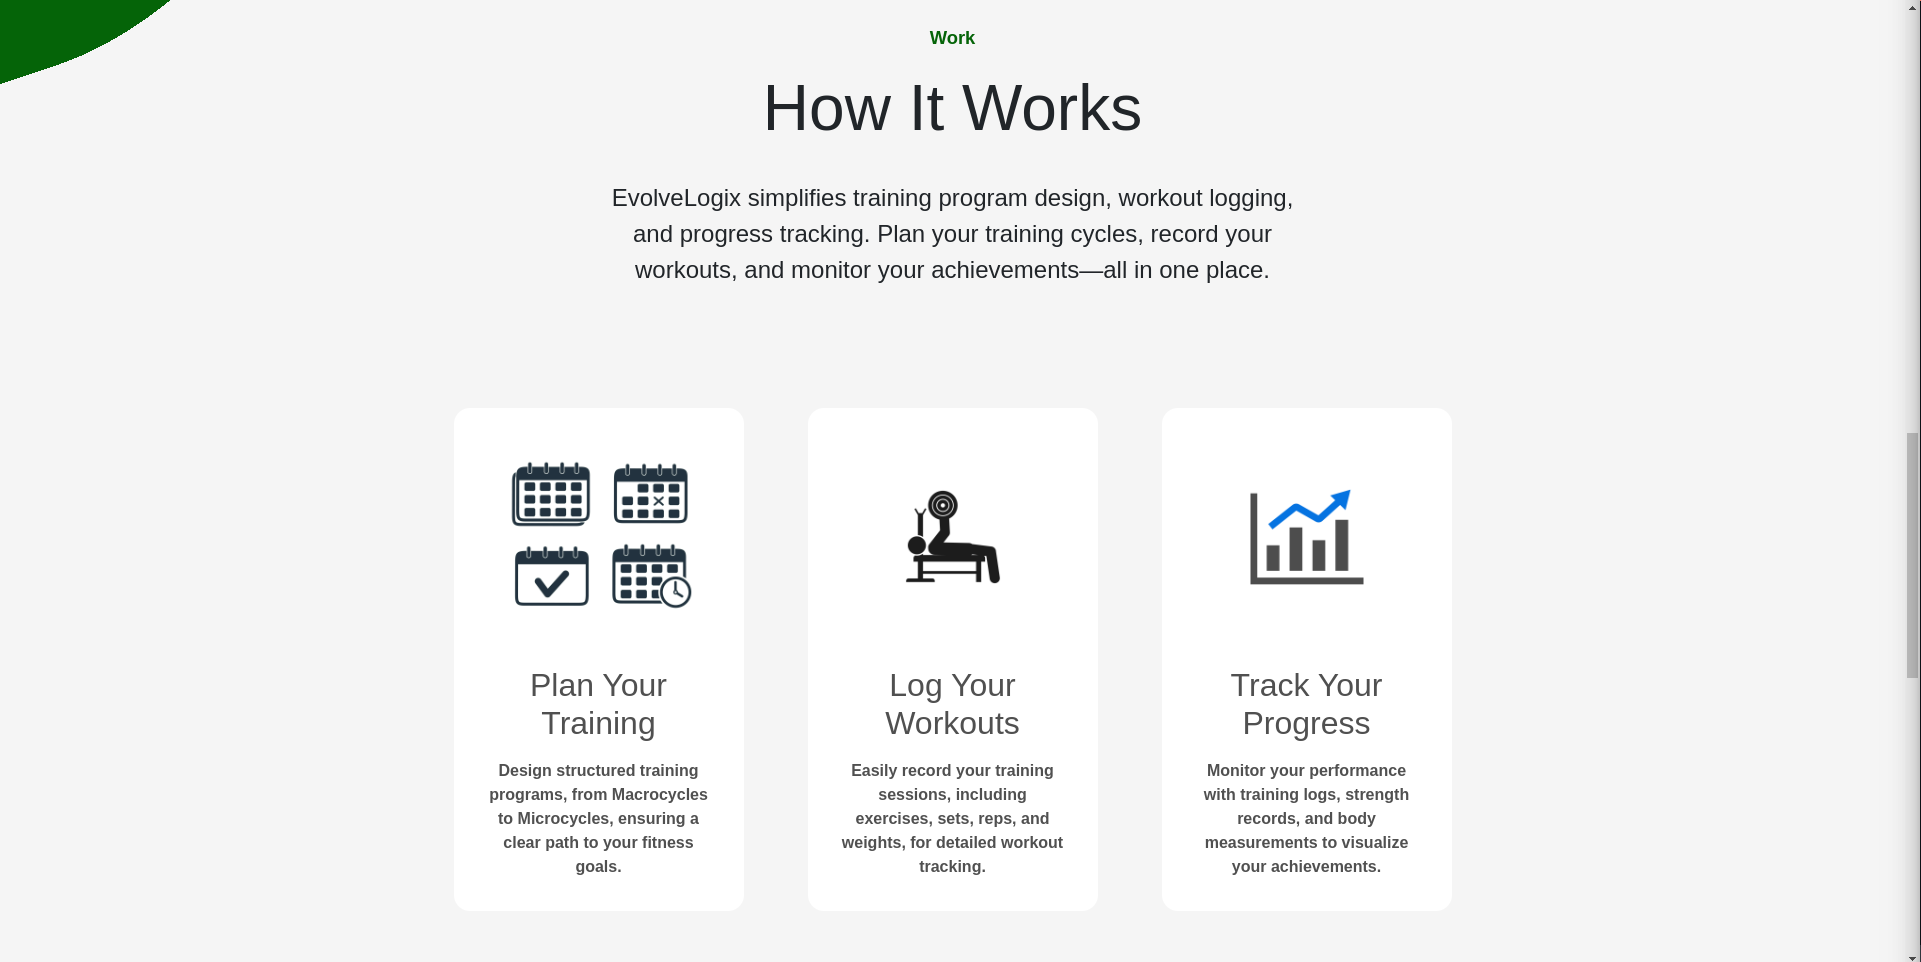 Work
How It Works
EvolveLogix simplifies training program design, workout logging,
and progress tracking. Plan your training cycles, record your
workouts, and monitor your achievements—all in one place.
Plan Your
Training
Design structured training
programs, from Macrocycles
to Microcycles, ensuring a
clear path to your fitness
goals.
Log Your
Workouts
Easily record your training
sessions, including
exercises, sets, reps, and
weights, for detailed workout
tracking.
Track Your
Progress
Monitor your performance
with training logs, strength
records, and body
measurements to visualize
your achievements.